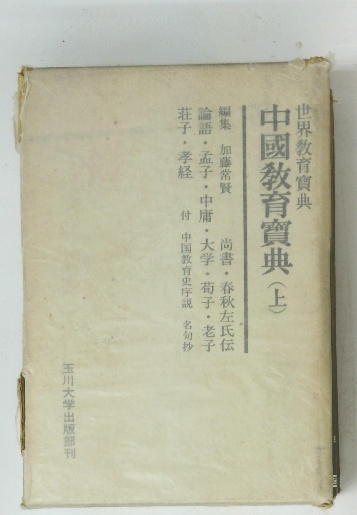 世界教育寶典
中國教育寶典(上)
編集 加藤常賢 尚書・春秋左氏伝
論語・孟子・中庸・大学・荀子・老子
荘子・孝経 付 中国教育史序説 名句抄
玉川大学出版部刊